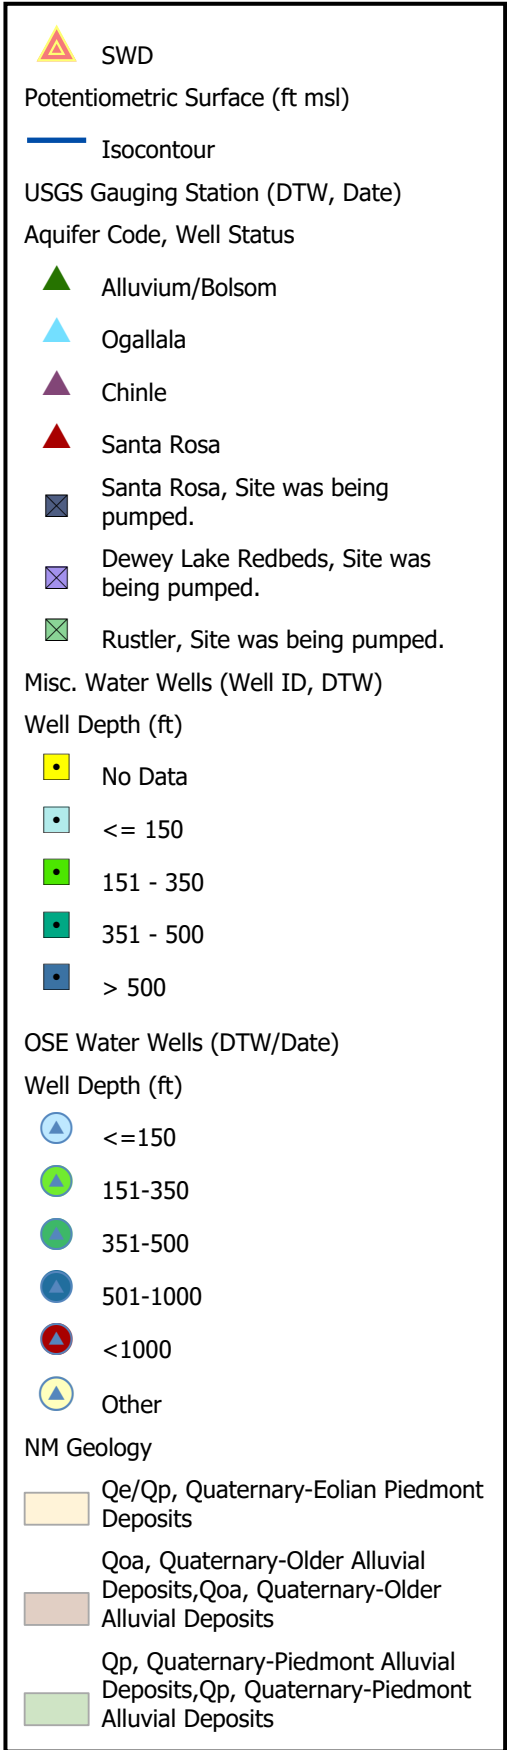 SWD
Potentiometric Surface (ft msl)
Isocontour
USGS Gauging Station (DTW, Date)
Aquifer Code, Well Status
Alluvium/Bolsom
Ogallala
Chinle
Santa Rosa
Santa Rosa, Site was being
pumped.
Dewey Lake Redbeds, Site was
being pumped.
Rustler, Site was being pumped.
Misc. Water Wells (Well ID, DTW)
Well Depth (ft)
No Data
<= 150
151 - 350
351 - 500
> 500
OSE Water Wells (DTW/Date)
Well Depth (ft)
<=150
151-350
351-500
501-1000
<1000
Other
NM Geology
Qe/Qp, Quaternary-Eolian Piedmont
Deposits
Qoa, Quaternary-Older Alluvial
Deposits,Qoa, Quaternary-Older
Alluvial Deposits
Qp, Quaternary-Piedmont Alluvial
Deposits,Qp, Quaternary-Piedmont
Alluvial Deposits